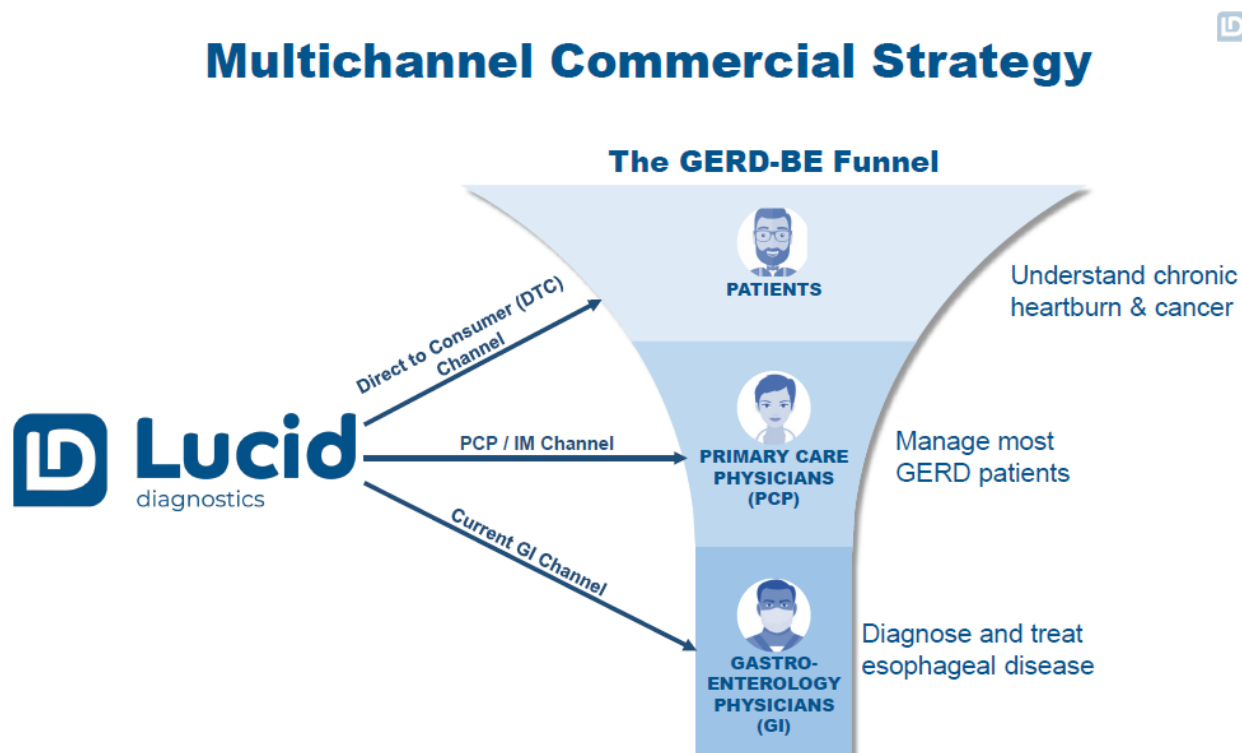 LD
Multichannel Commercial Strategy
The GERD-BE Funnel
PATIENTS
Understand chronic
heartburn & cancer
Direct to Consumer (DTC)
Channel
LD Lucid
diagnostics
PCP / IM Channel
PRIMARY CARE
PHYSICIANS
(PCP)
Manage most
GERD patients
Current GI Channel
GASTRO-
ENTEROLOGY
PHYSICIANS
(GI)
Diagnose and treat
esophageal disease